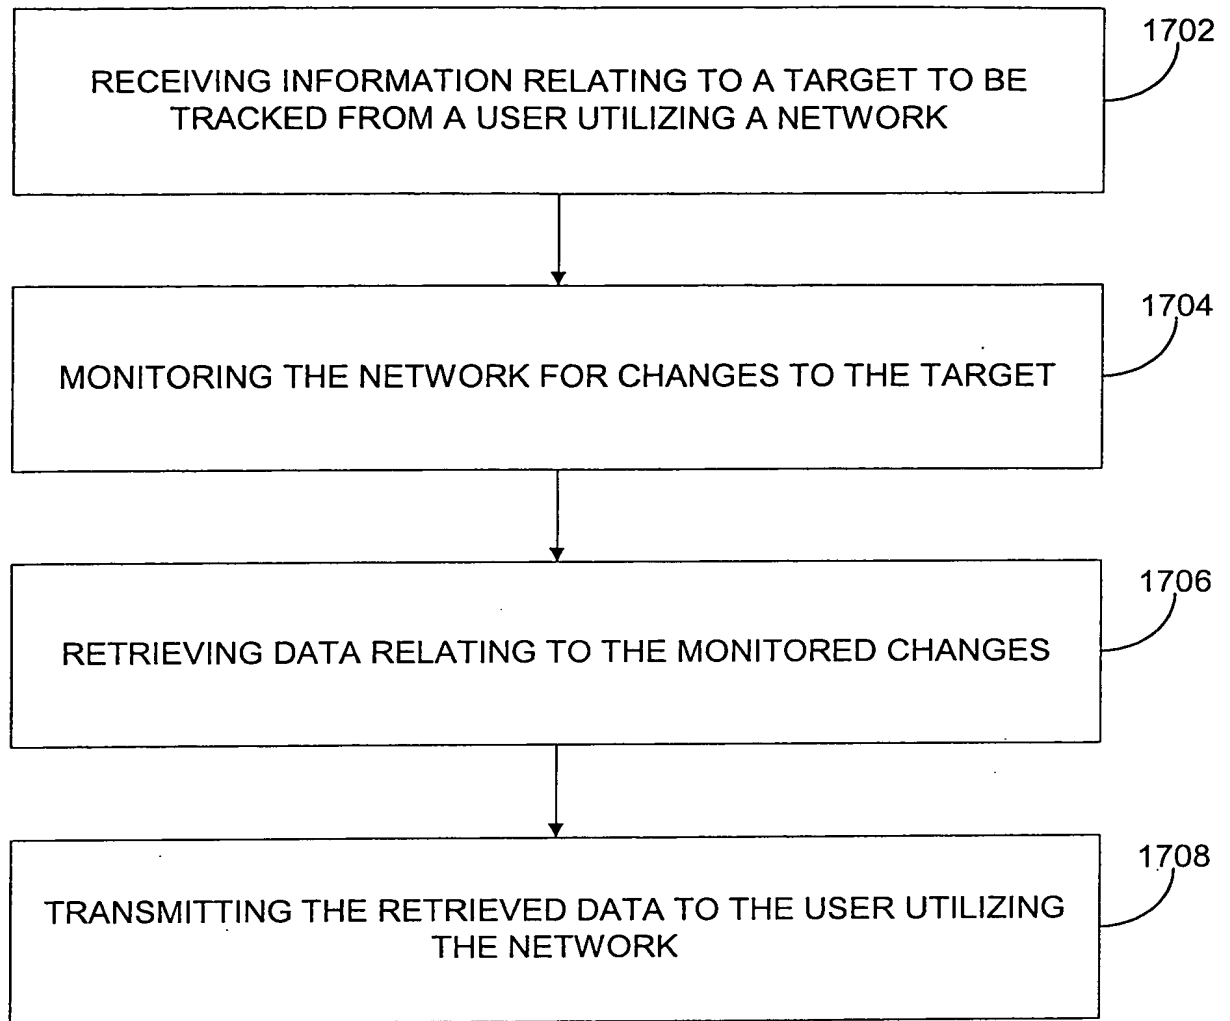 1702
RECEIVING INFORMATION RELATING TO A TARGET TO BE
TRACKED FROM A USER UTILIZING A NETWORK
1704
MONITORING THE NETWORK FOR CHANGES TO THE TARGET
1706
RETRIEVING DATA RELATING TO THE MONITORED CHANGES
1708
TRANSMITTING THE RETRIEVED DATA TO THE USER UTILIZING
THE NETWORK